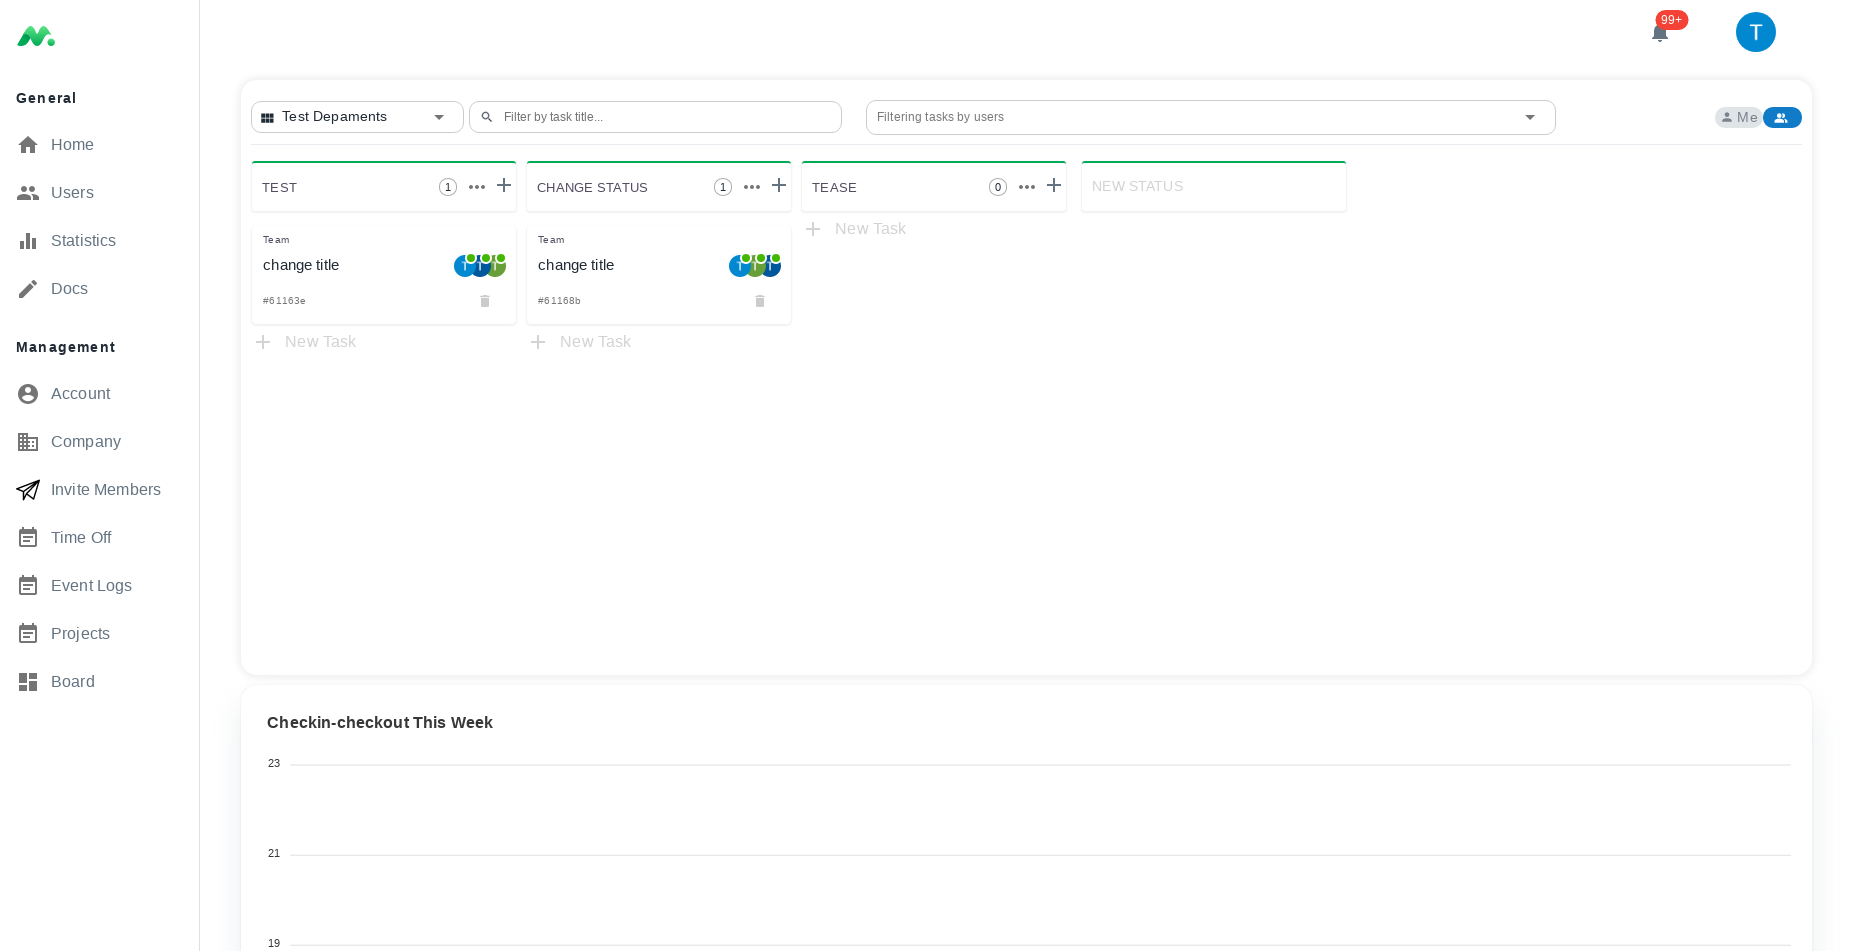 99+
T
General
Home
Users
Statistics
Docs
Management
Account
Company
Invite Members
Time Off
Event Logs
Projects
Board
Test Depaments
Filter by task title...
Filtering tasks by users
Me
TEST
1
CHANGE STATUS
1
TEASE
0
NEW STATUS
Team
change title
T T T
#61163e
New Task
Team
change title
T T T
#61168b
New Task
New Task
Checkin-checkout This Week
23
21
19